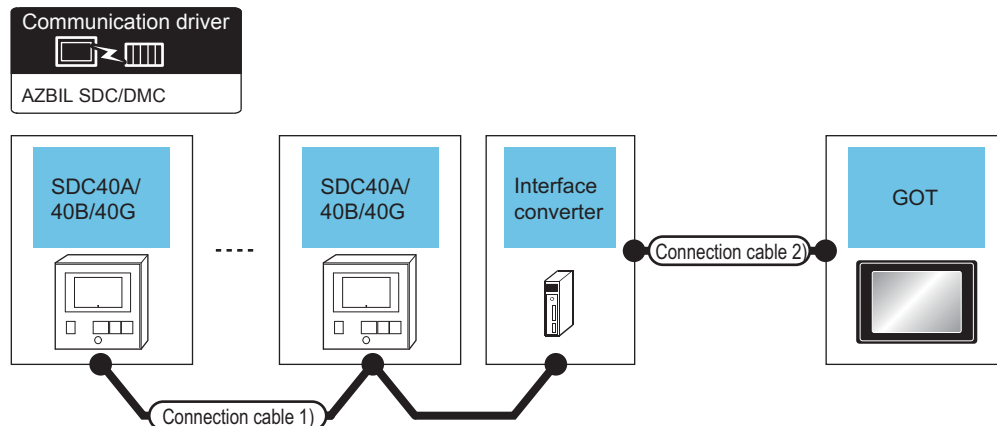 Communication driver
AZBIL SDC/DMC
SDC40A/
40B/40G
SDC40A/
40B/40G
Interface
converter
GOT
Connection cable 2)
Connection cable 1)